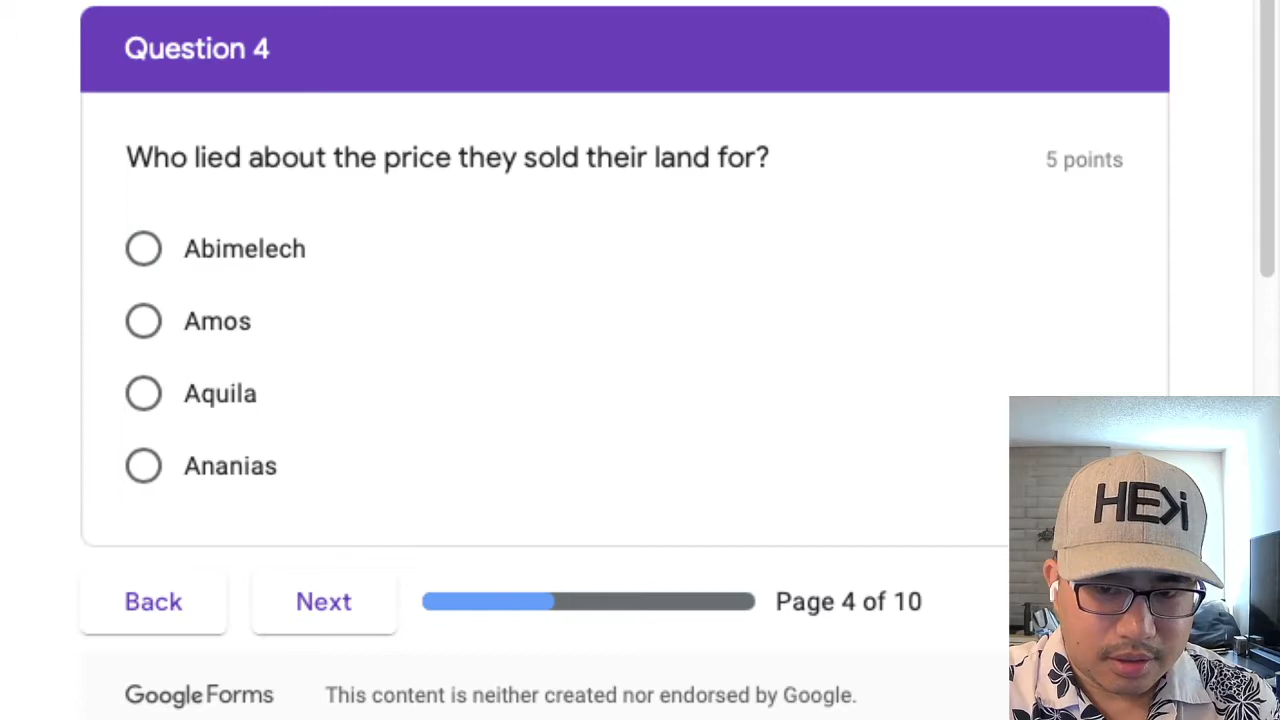 Question 4
Who lied about the price they sold their land for?
5 points
Abimelech
Amos
Aquila
Ananias
HE>i
Back
Next
Page 4 of 10
Google Forms
This content is neither created nor endorsed by Google.